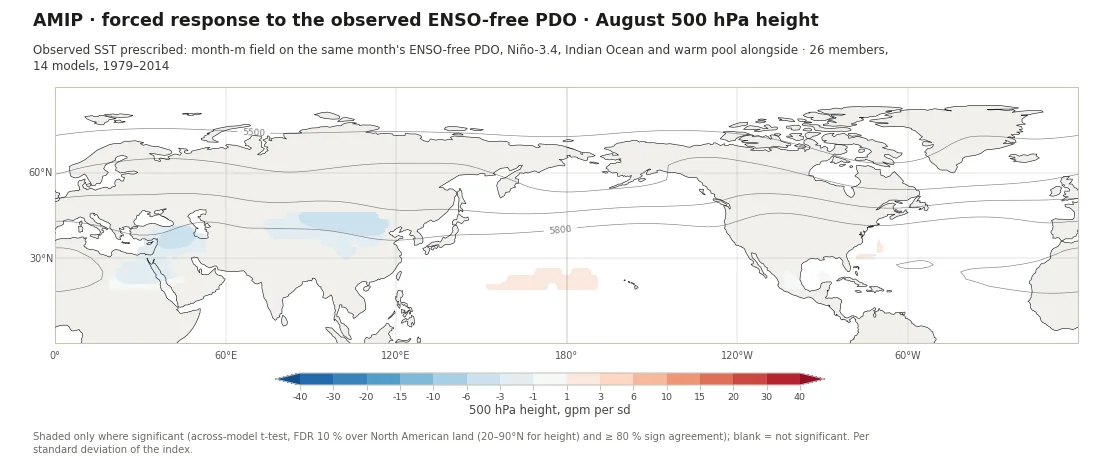 AMIP · forced response to the observed ENSO-free PDO · August 500 hPa height
Observed SST prescribed: month-m field on the same month's ENSO-free PDO, Niño-3.4, Indian Ocean and warm pool alongside · 26 members,
14 models, 1979–2014
5500
60°N
5800
30°N
0° 60°E 120°E 180° 120°W 60°W
-40 -30 -20 -15 -10 -6 -3 -1 1 3 6 10 15 20 30 40
500 hPa height, gpm per sd
Shaded only where significant (across-model t-test, FDR 10 % over North American land (20–90°N for height) and ≥ 80 % sign agreement); blank = not significant. Per
standard deviation of the index.